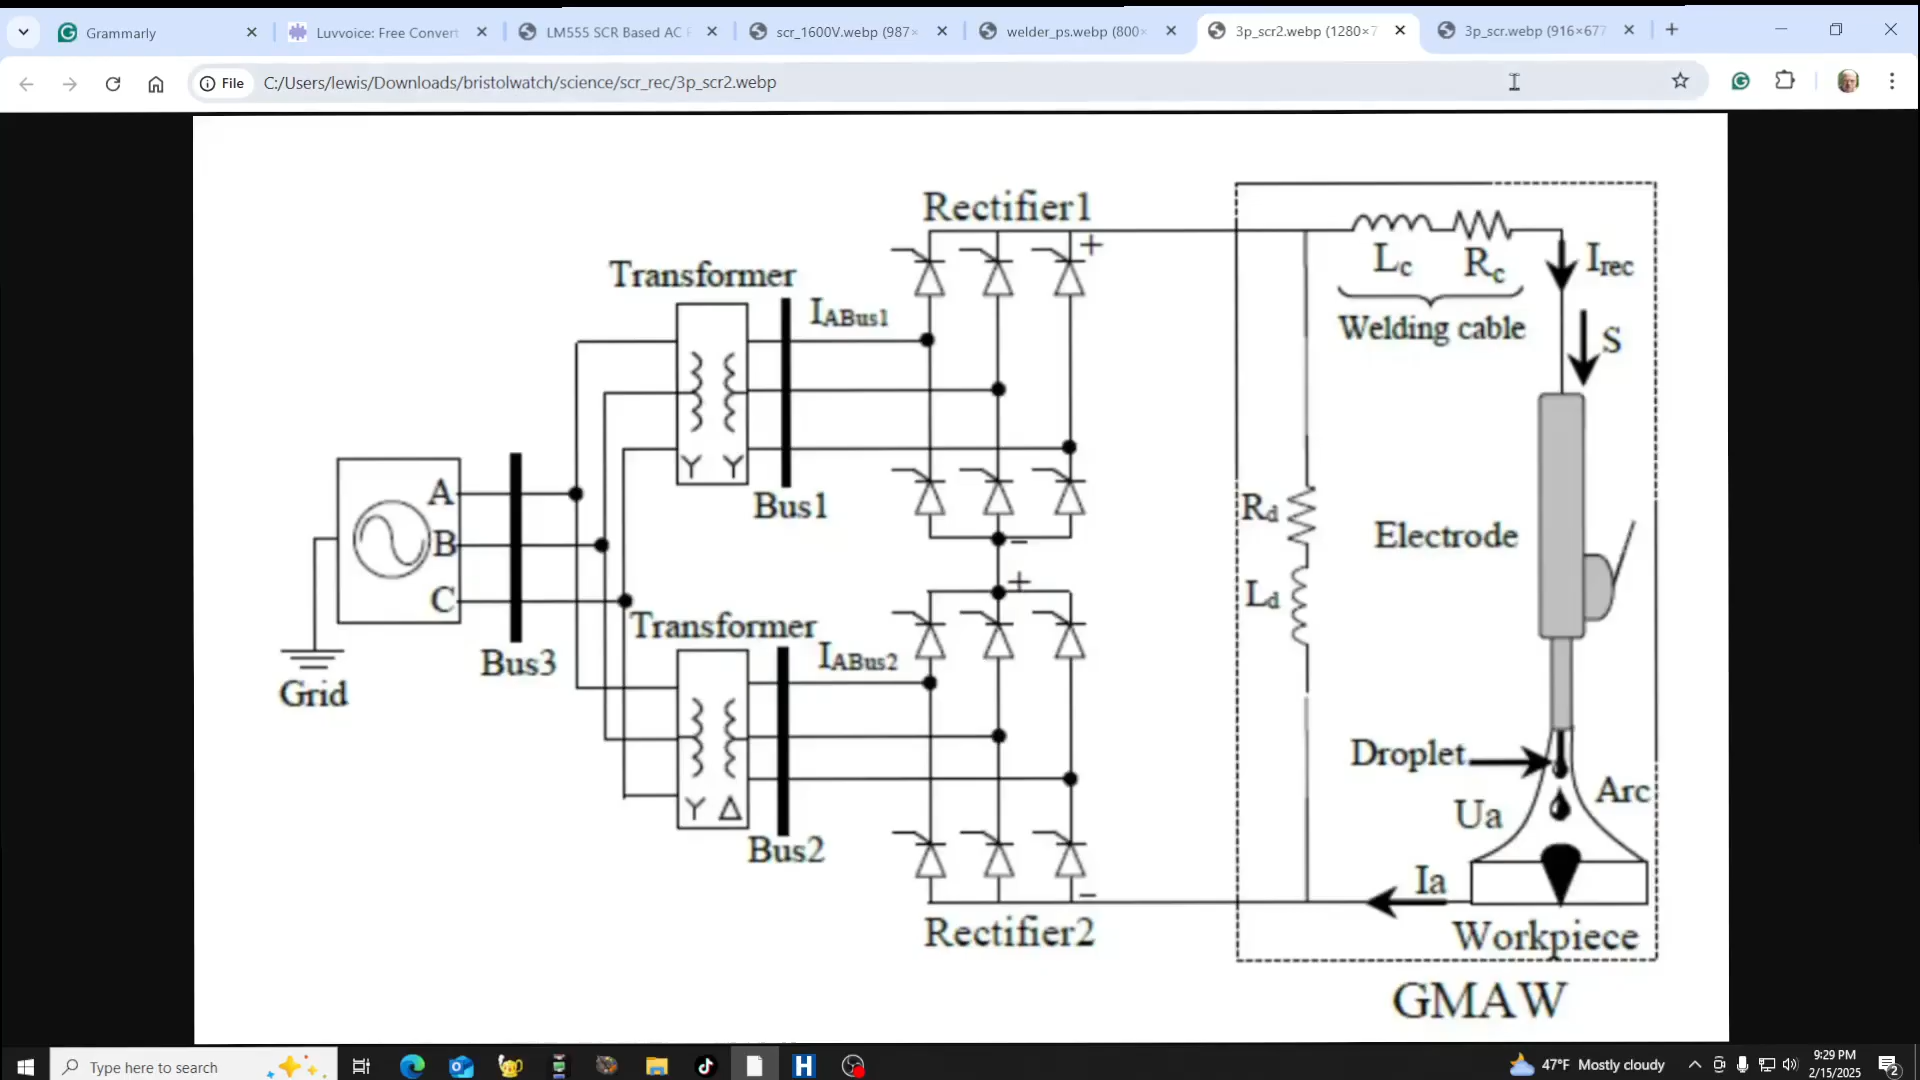 Grammarly
Luvvoice: Free Convert
LM555 SCR Based AC P
scr_1600V.webp (987×
welder_ps.webp (800×
3p_scr2.webp (1280×7
3p_scr.webp (916×677
File
C:/Users/lewis/Downloads/bristolwatch/science/scr_rec/3p_scr2.webp
Rectifier1
+
Transformer
IABus1
Y Y
Bus1
−
Lc Rc
Irec
Welding cable
S
A
B
C
Bus3
Grid
Transformer
IABus2
Y Δ
Bus2
+
−
Rectifier2
Rd
Ld
Electrode
Droplet
Ua
Arc
Ia
Workpiece
GMAW
Type here to search
H
47°F Mostly cloudy
9:29 PM
2/15/2025
2